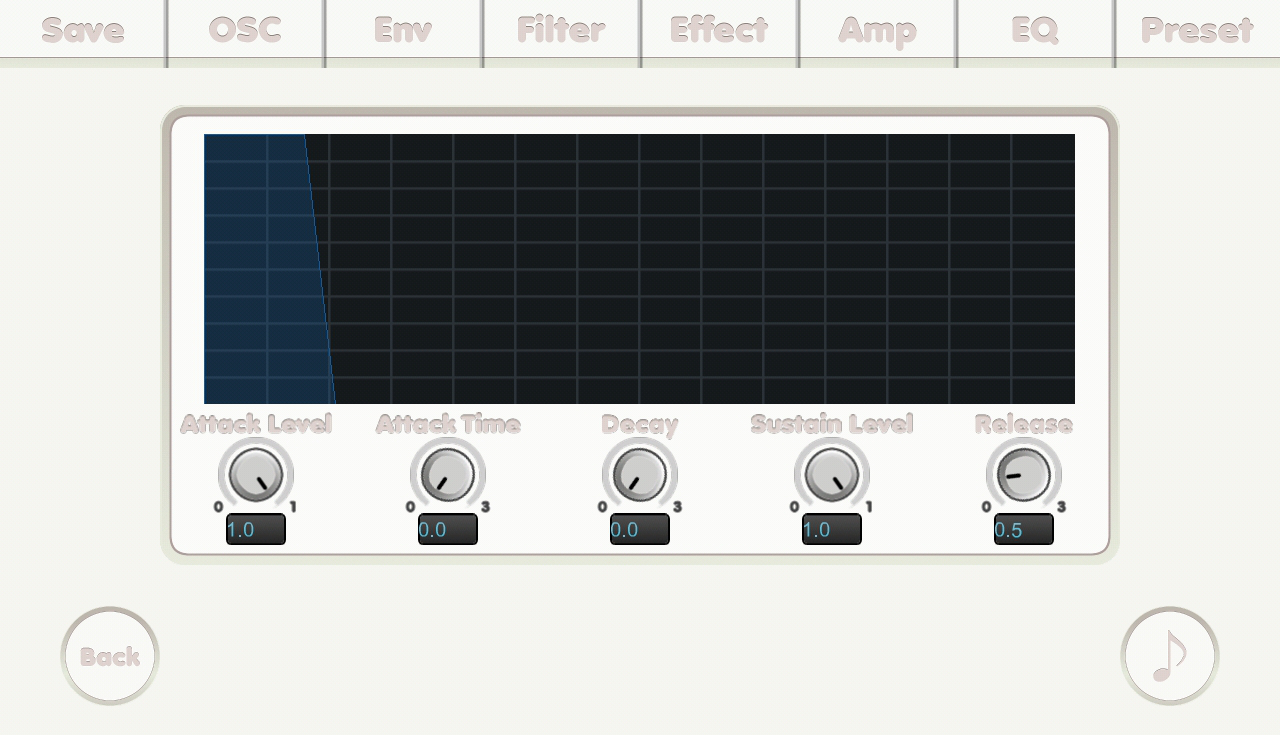 Save OSC Env Filter Effect Amp EQ Preset
Attack Level Attack Time Decay Sustain Level Release
0 1 0 3 0 3 0 1 0 3
1.0 0.0 0.0 1.0 0.5
Back